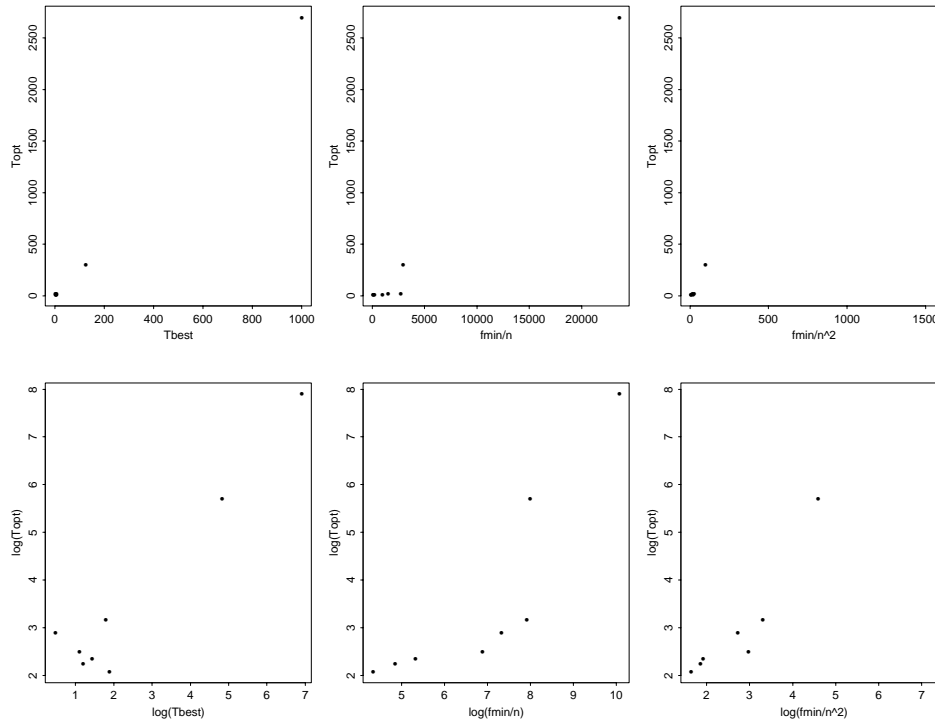 Topt
0 500 1000 1500 2000 2500
0 200 400 600 800 1000
Tbest
Topt
0 500 1000 1500 2000 2500
0 5000 10000 15000 20000
fmin/n
Topt
0 500 1000 1500 2000 2500
0 500 1000 1500
fmin/n^2
log(Topt)
2 3 4 5 6 7 8
1 2 3 4 5 6 7
log(Tbest)
log(Topt)
2 3 4 5 6 7 8
5 6 7 8 9 10
log(fmin/n)
log(Topt)
2 3 4 5 6 7 8
2 3 4 5 6 7
log(fmin/n^2)